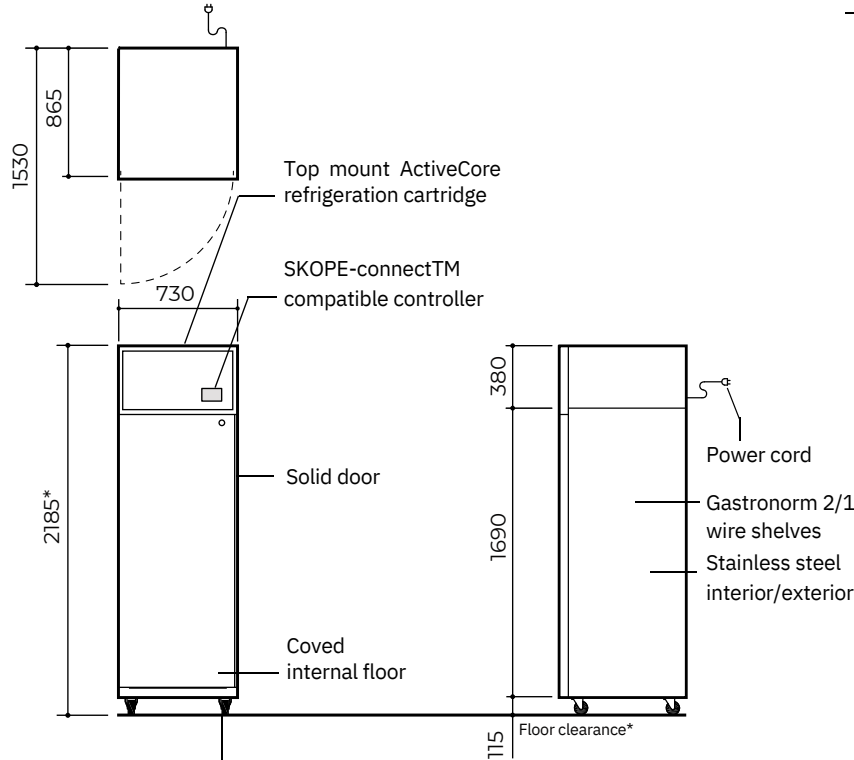 865
1530
Top mount ActiveCore
refrigeration cartridge
SKOPE-connectTM
compatible controller
730
380
Power cord
Solid door
Gastronorm 2/1
wire shelves
2185*
1690
Stainless steel
interior/exterior
Coved
internal floor
Floor clearance*
115